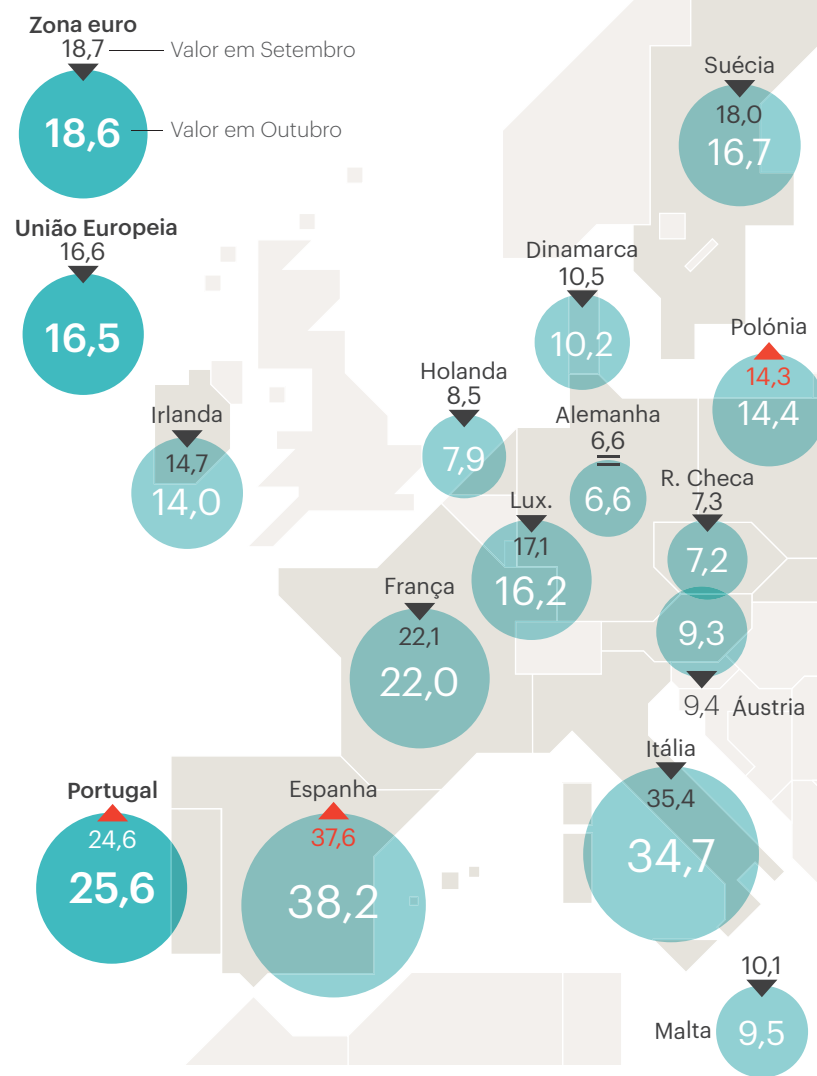 Zona euro
18,7
Valor em Setembro
18,6
Valor em Outubro
União Europeia
16,6
16,5
Suécia
18,0
16,7
Dinamarca
10,5
10,2
Polónia
14,3
14,4
Holanda
8,5
7,9
Irlanda
14,7
14,0
Alemanha
6,6
6,6
R. Checa
7,3
7,2
Lux.
17,1
16,2
França
22,1
22,0
9,3
9,4 Áustria
Itália
35,4
34,7
Portugal
24,6
25,6
Espanha
37,6
38,2
10,1
Malta 9,5